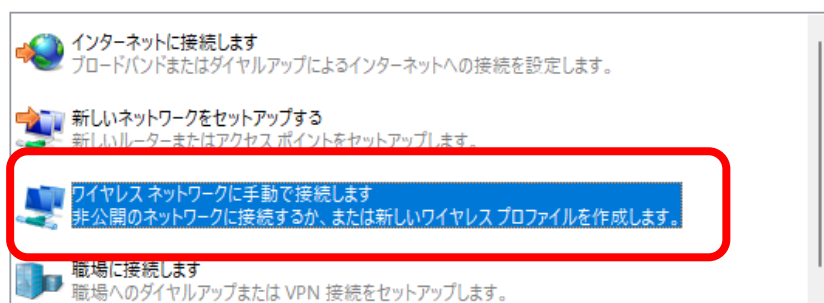 インターネットに接続します
ブロードバンドまたはダイヤルアップによるインターネットへの接続を設定します。
新しいネットワークをセットアップする
新しいルーターまたはアクセス ポイントをセットアップします。
ワイヤレス ネットワークに手動で接続します
非公開のネットワークに接続するか、または新しいワイヤレス プロファイルを作成します。
職場に接続します
職場へのダイヤルアップまたは VPN 接続をセットアップします。